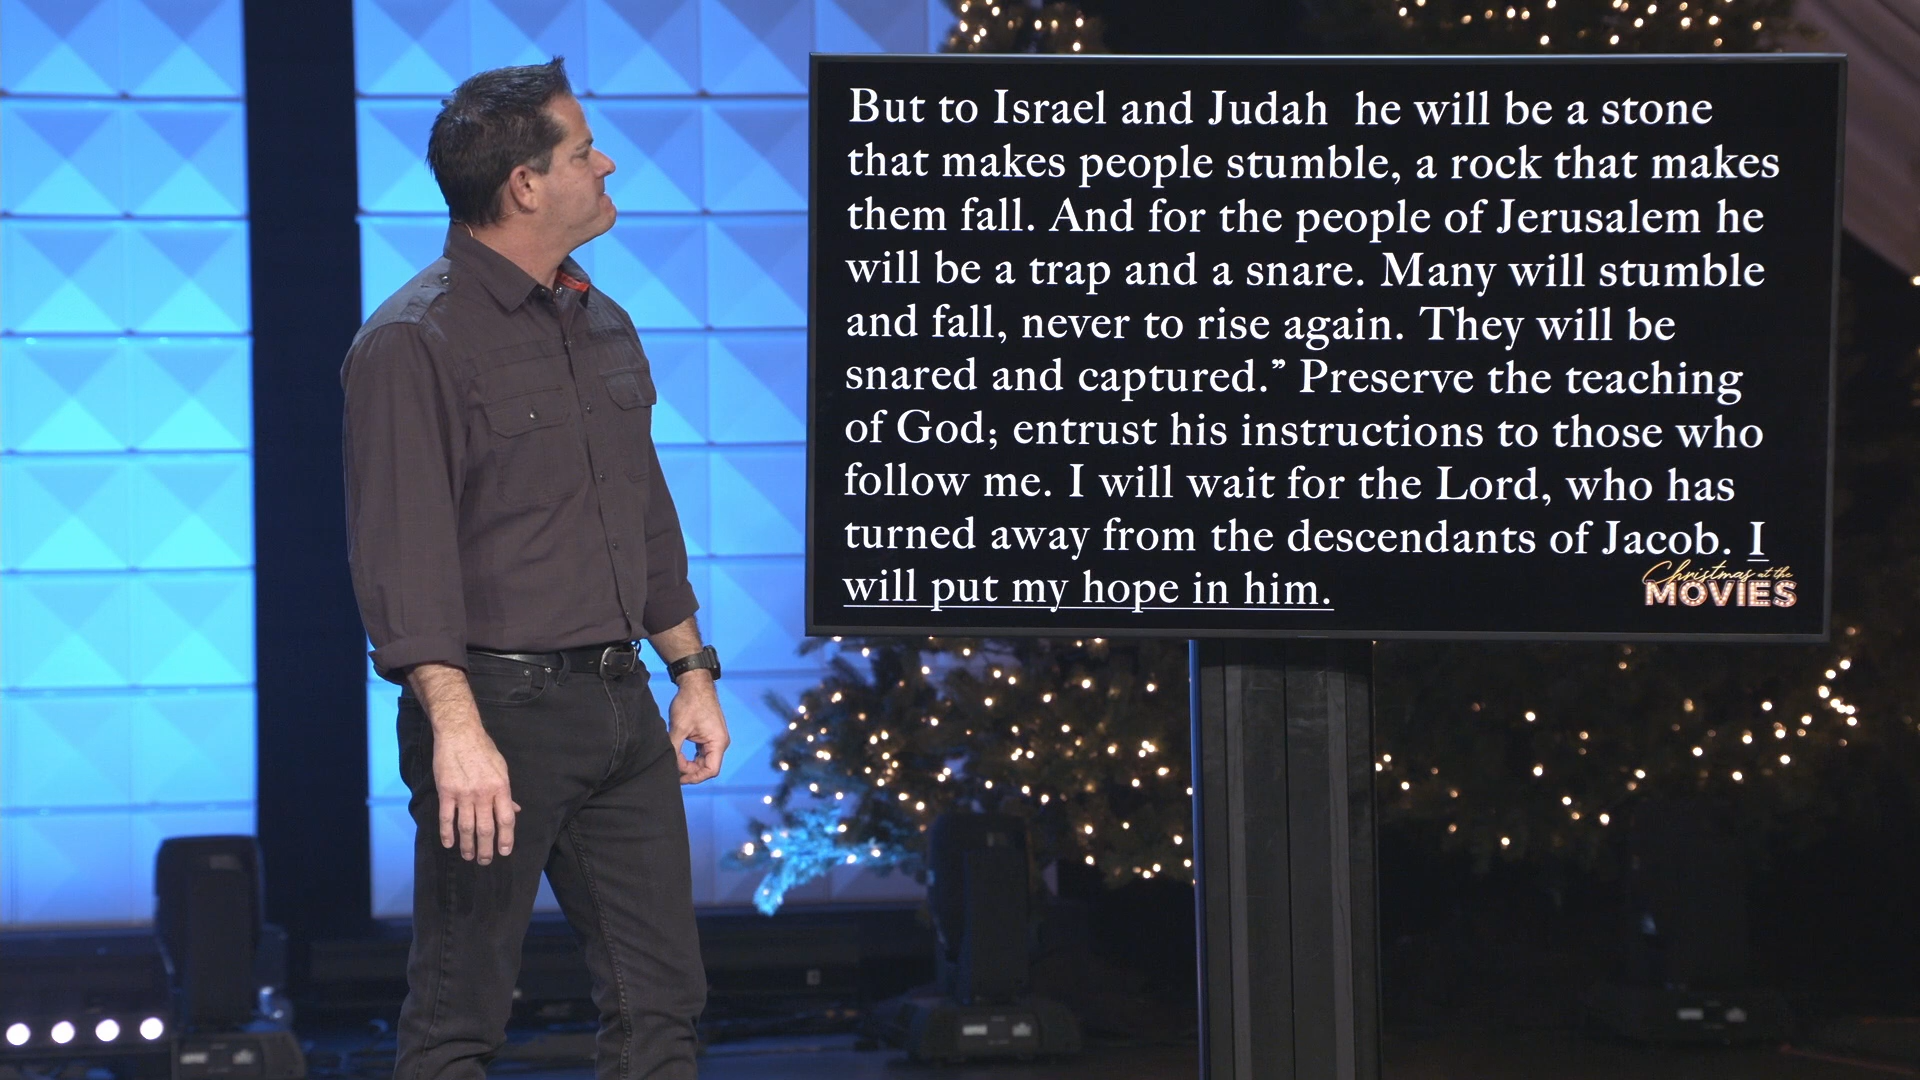 But to Israel and Judah he will be a stone
that makes people stumble, a rock that makes
them fall. And for the people of Jerusalem he
will be a trap and a snare. Many will stumble
and fall, never to rise again. They will be
snared and captured.” Preserve the teaching
of God; entrust his instructions to those who
follow me. I will wait for the Lord, who has
turned away from the descendants of Jacob. I
will put my hope in him.
Christmas at the
MOVIES